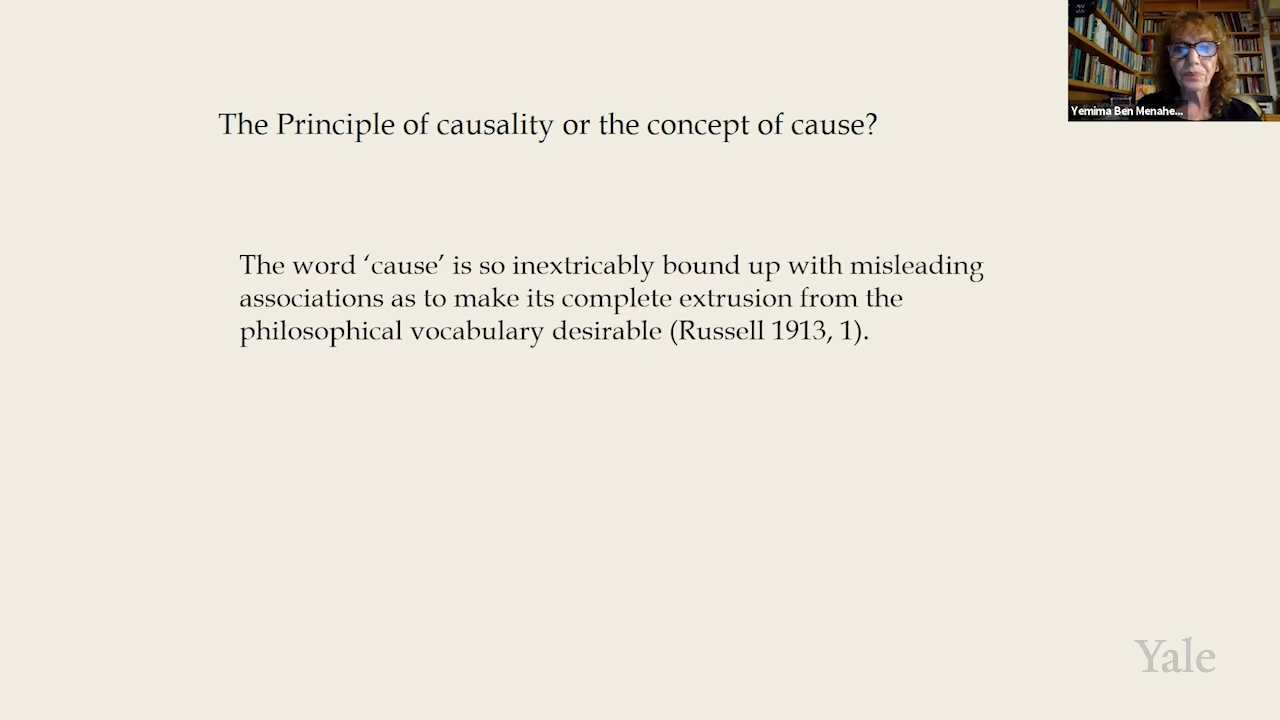 The Principle of causality or the concept of cause?
Yemima Ben Menahe...
The word ‘cause’ is so inextricably bound up with misleading
associations as to make its complete extrusion from the
philosophical vocabulary desirable (Russell 1913, 1).
Yale